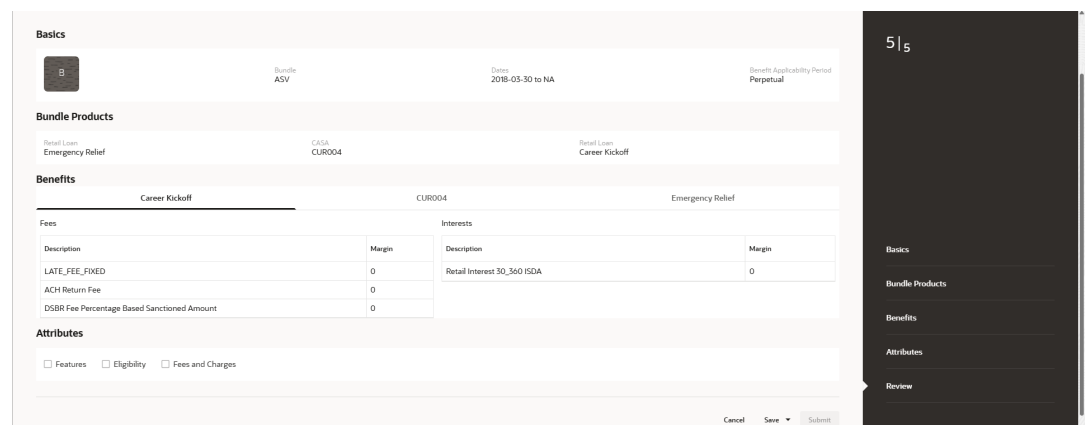 Basics
B
Bundle
ASV
Dates
2018-03-30 to NA
Benefit Applicability Period
Perpetual
Bundle Products
Retail Loan
Emergency Relief
CASA
CUR004
Retail Loan
Career Kickoff
Benefits
Career Kickoff CUR004 Emergency Relief
Fees
Description Margin
LATE_FEE_FIXED 0
ACH Return Fee 0
DSBR Fee Percentage Based Sanctioned Amount 0
Interests
Description Margin
Retail Interest 30_360 ISDA 0
Attributes
Features Eligibility Fees and Charges
Cancel Save Submit
5|5
Basics
Bundle Products
Benefits
Attributes
Review